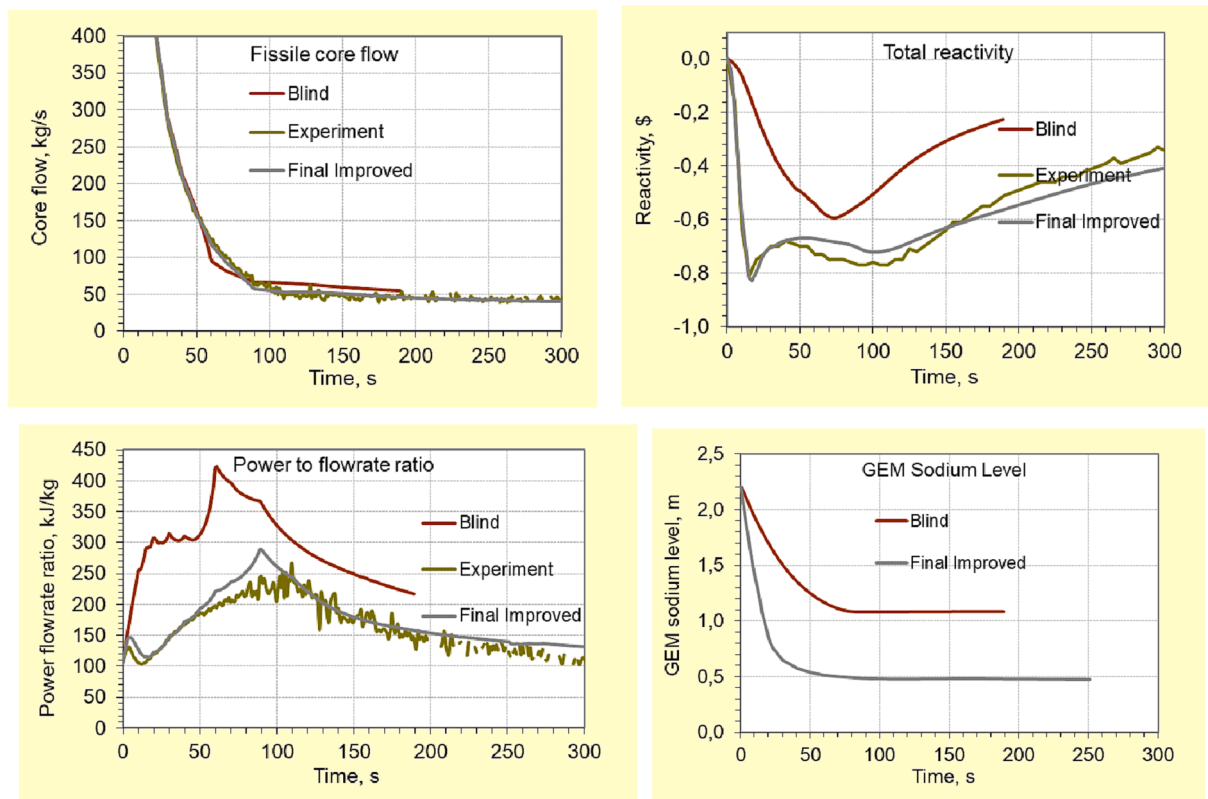 Fissile core flow
Blind
Experiment
Final Improved
Core flow, kg/s
400
350
300
250
200
150
100
50
0
0 50 100 150 200 250 300
Time, s
Total reactivity
Blind
Experiment
Final Improved
Reactivity, $
0,0
-0,2
-0,4
-0,6
-0,8
-1,0
0 50 100 150 200 250 300
Time, s
Power to flowrate ratio
Blind
Experiment
Final Improved
Power flowrate ratio, kJ/kg
450
400
350
300
250
200
150
100
50
0
0 50 100 150 200 250 300
Time, s
GEM Sodium Level
Blind
Final Improved
GEM sodium level, m
2,5
2,0
1,5
1,0
0,5
0,0
0 50 100 150 200 250 300
Time, s